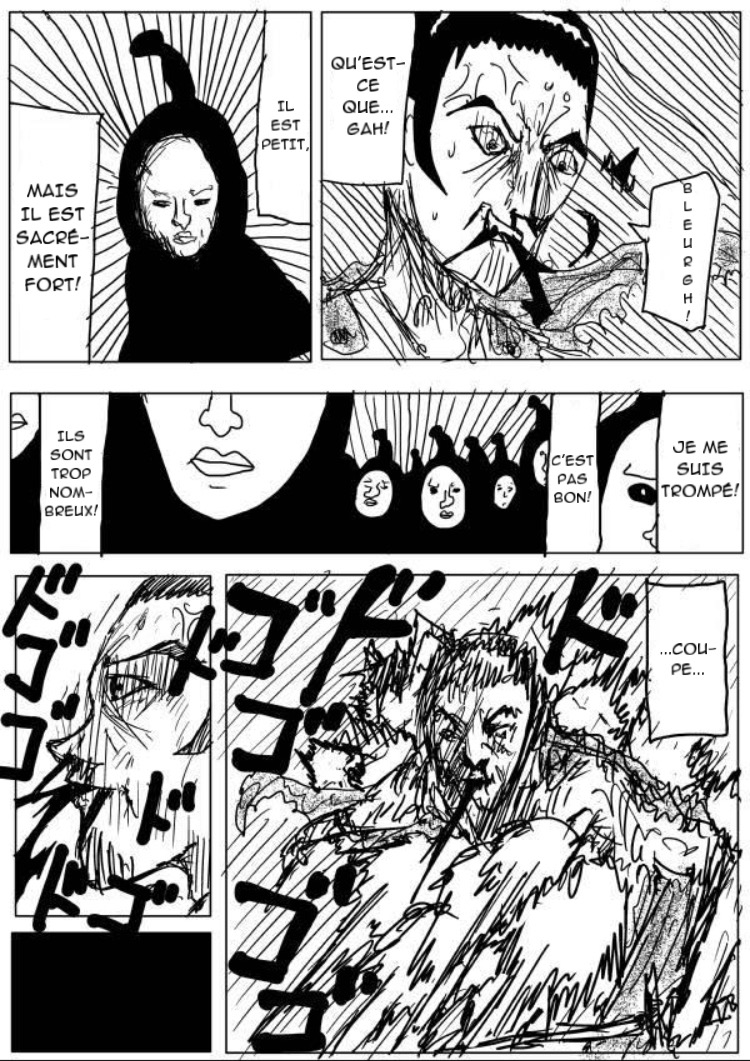 BLEURGH!
QU'EST-
CE
QUE...
GAH!
IL
EST
PETIT,
MAIS
IL EST
SACRÉ-
MENT
FORT!
JE ME
SUIS
TROMPÉ!
C'EST
PAS
BON!
ILS
SONT
TROP
NOM-
BREUX!
...COU-
PE...
ド
ド
ゴ
ゴ
ゴ
ゴ
ド
ド
ド
ゴ
ゴ
ド
ゴ